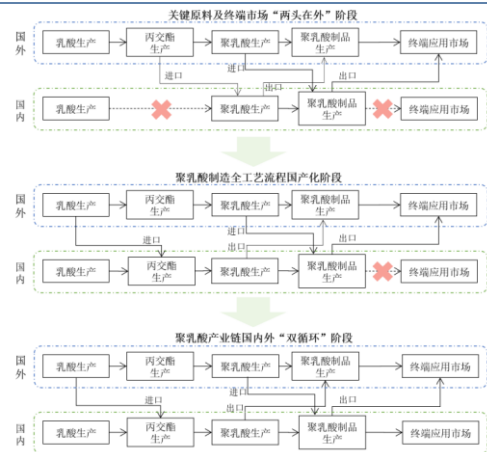 关键原料及终端市场“两头在外”阶段
国外
乳酸生产
丙交酯生产
聚乳酸生产
聚乳酸制品生产
终端应用市场
进口
进口
出口
出口
国内
乳酸生产
聚乳酸生产
聚乳酸制品生产
终端应用市场
聚乳酸制造全工艺流程国产化阶段
国外
乳酸生产
丙交酯生产
聚乳酸生产
聚乳酸制品生产
终端应用市场
进口
进口
出口
出口
国内
乳酸生产
丙交酯生产
聚乳酸生产
聚乳酸制品生产
终端应用市场
聚乳酸产业链国内外“双循环”阶段
国外
乳酸生产
丙交酯生产
聚乳酸生产
聚乳酸制品生产
终端应用市场
进口
进口
出口
出口
国内
乳酸生产
丙交酯生产
聚乳酸生产
聚乳酸制品生产
终端应用市场